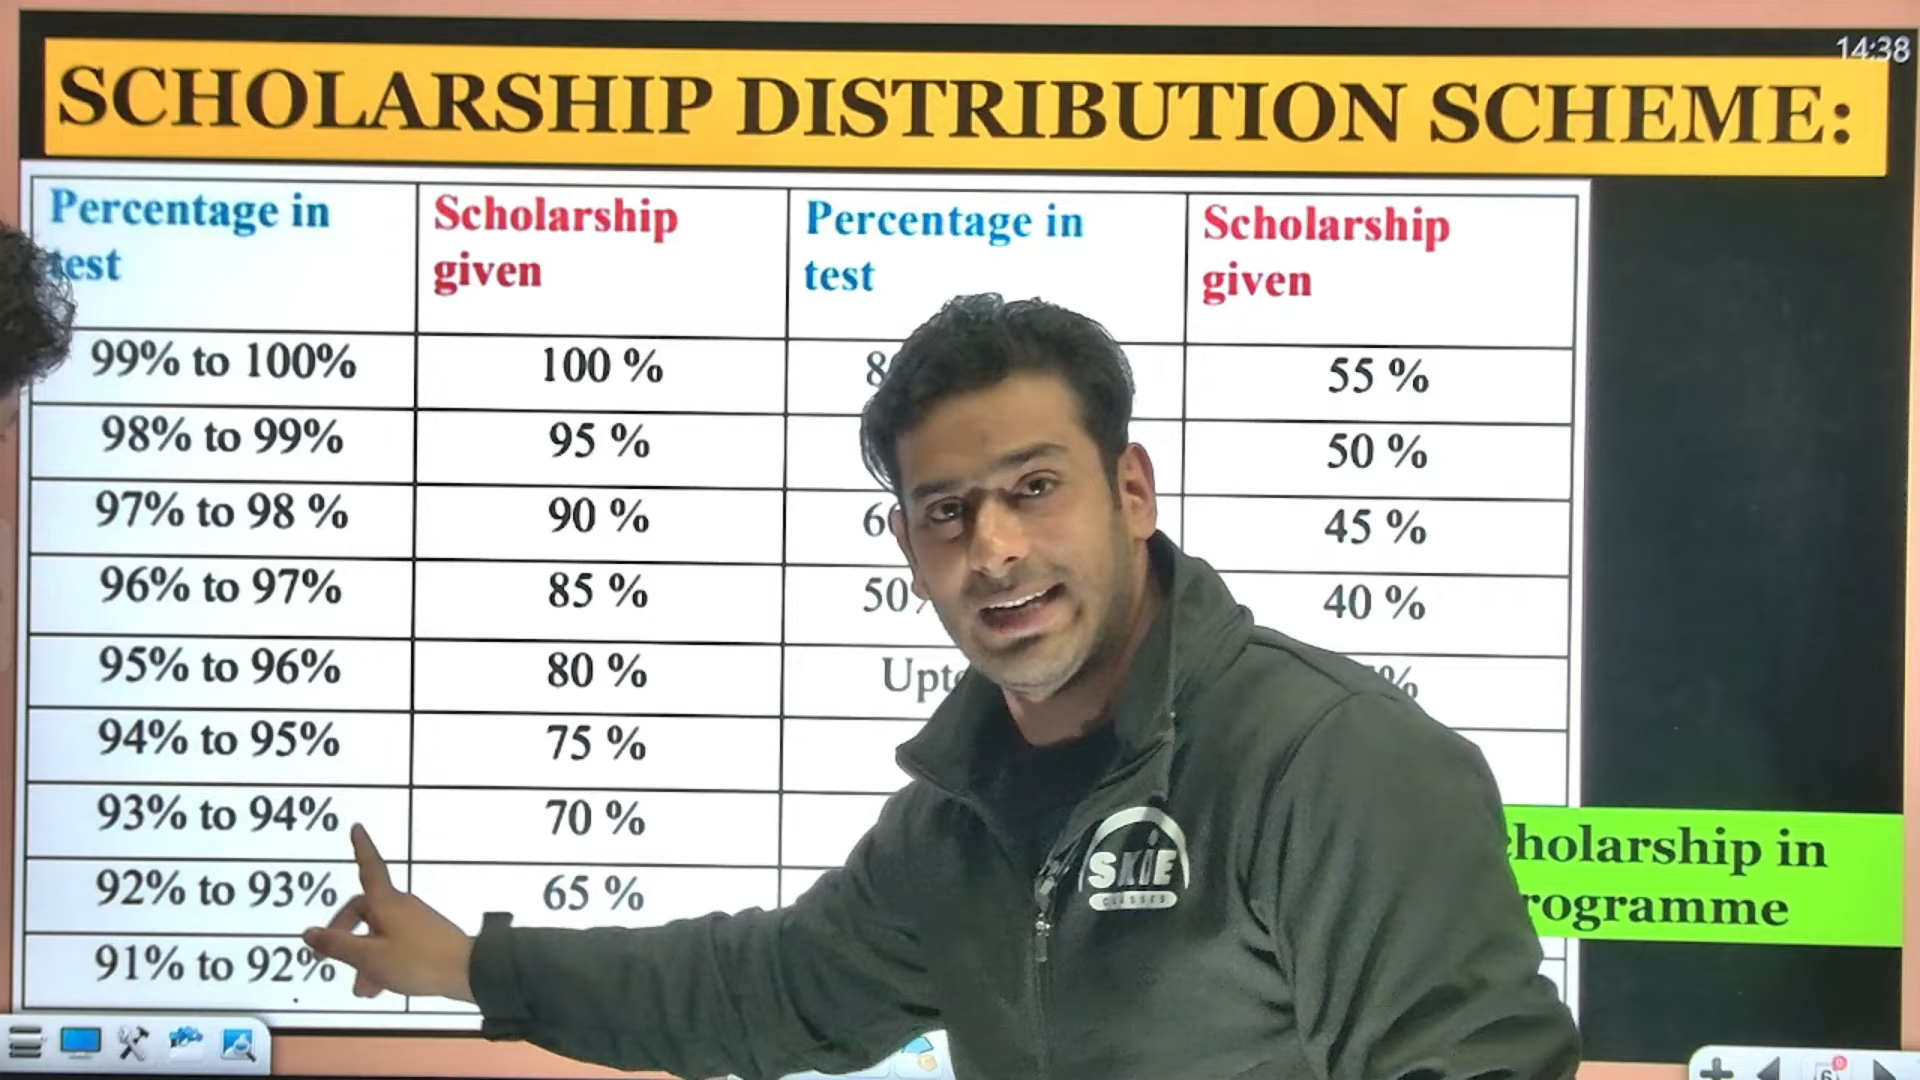 14:38
SCHOLARSHIP DISTRIBUTION SCHEME:
Percentage in test Scholarship given Percentage in test Scholarship given
99% to 100% 100 % 55 %
98% to 99% 95 % 50 %
97% to 98 % 90 % 45 %
96% to 97% 85 % 40 %
95% to 96% 80 %
94% to 95% 75 %
93% to 94% 70 %
92% to 93% 65 %
91% to 92%
in
SKIE
CLASSES